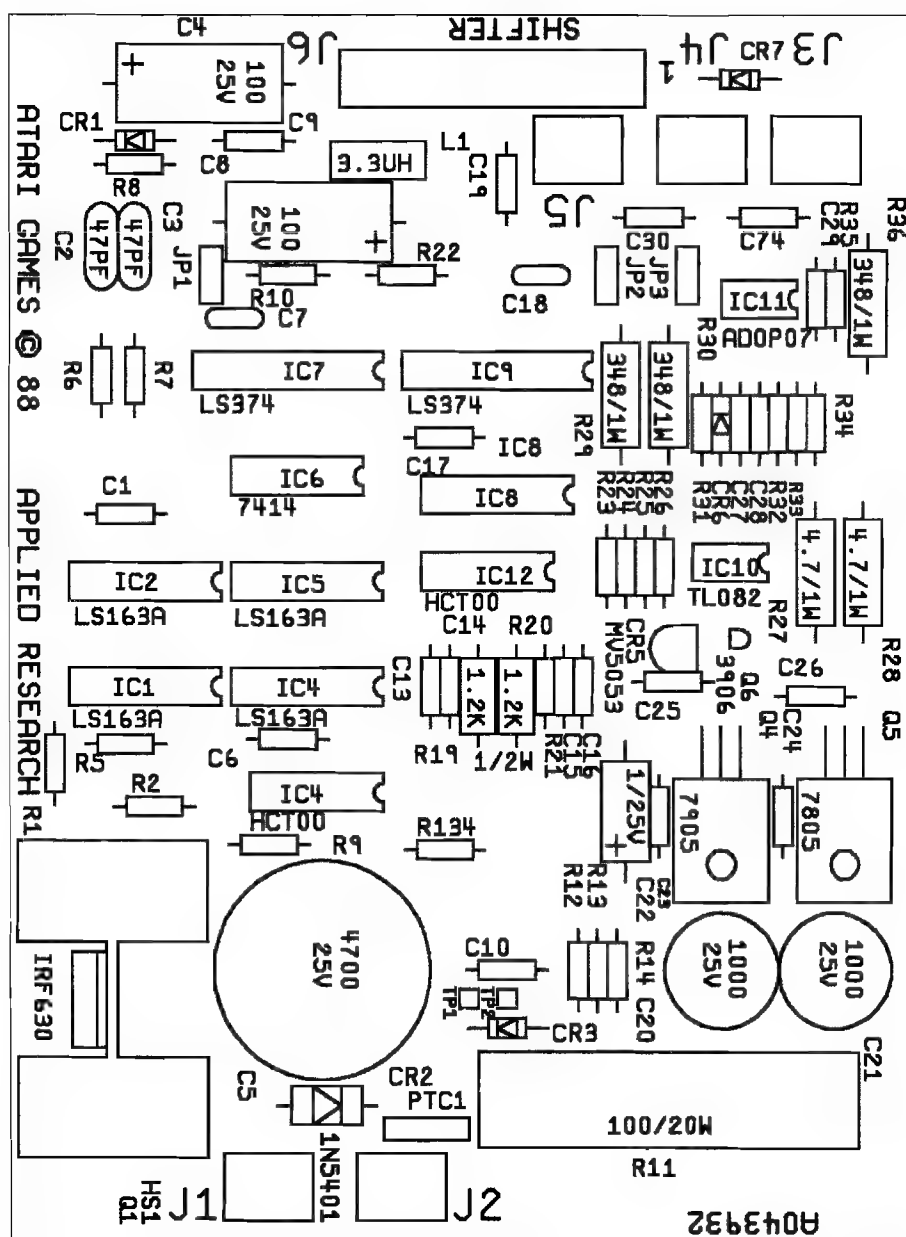 C4
J6
SHIFTER
J4
J3
1
CR7
+
100
25V
CR1
C9
C8
R8
3.3UH
L1
C19
J5
C3
C2
47PF
47PF
JP1
100
25V
+
R22
R10
C7
C18
C30
C74
JP2
JP3
IC11
AD0P07
C29
R35
R36
348/1W
ATARI GAMES © 88
R6
R7
IC7
LS374
IC9
LS374
R30
348/1W
348/1W
R29
R34
C17
IC8
IC6
7414
IC8
R23
R24
R25
R26
R31
CR6
C27
C28
R32
R33
C1
4.7/1W
4.7/1W
IC2
LS163A
IC5
LS163A
IC12
HCT00
IC10
TL082
R27
R28
C14
R20
CR5
MV5053
Q6
3906
C13
IC1
LS163A
IC4
LS163A
1.2K
1.2K
C25
C26
Q4
C24
Q5
APPLIED RESEARCH
R5
C6
R19
1/2W
R21
C15
C16
R1
R2
IC4
HCT00
1/25V
+
7905
7805
R9
R134
R12
R13
C22
C23
4700
25V
C10
R14
C20
1000
25V
1000
25V
IRF630
TP1
TP2
CR3
C21
C5
CR2
PTC1
1N5401
100/20W
R11
HS1
Q1
J1
J2
A043932